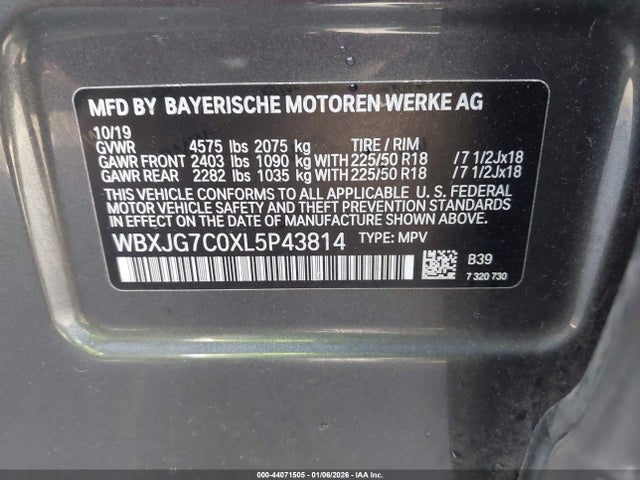 MFD BY BAYERISCHE MOTOREN WERKE AG
10/19
GVWR 4575 lbs 2075 kg TIRE / RIM
GAWR FRONT 2403 lbs 1090 kg WITH 225/50 R18 /7 1/2Jx18
GAWR REAR 2282 lbs 1035 kg WITH 225/50 R18 /7 1/2Jx18
THIS VEHICLE CONFORMS TO ALL APPLICABLE U. S. FEDERAL
MOTOR VEHICLE SAFETY AND THEFT PREVENTION STANDARDS
IN EFFECT ON THE DATE OF MANUFACTURE SHOWN ABOVE.
WBXJG7C0XL5P43814 TYPE: MPV
B39
7 320 730
000-44071505 - 01/06/2026 - COPYRIGHT IAA, INC.